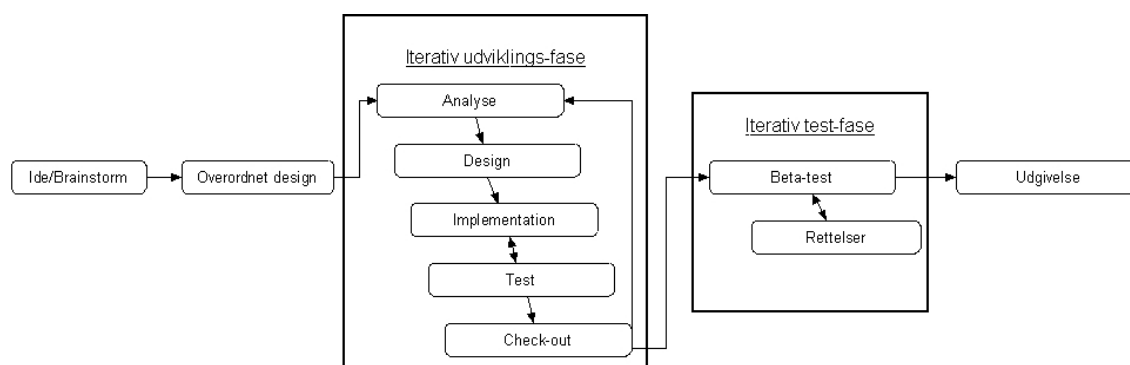 Iterativ udviklings-fase
Analyse
Design
Implementation
Test
Check-out
Ide/Brainstorm
Overordnet design
Iterativ test-fase
Beta-test
Rettelser
Udgivelse